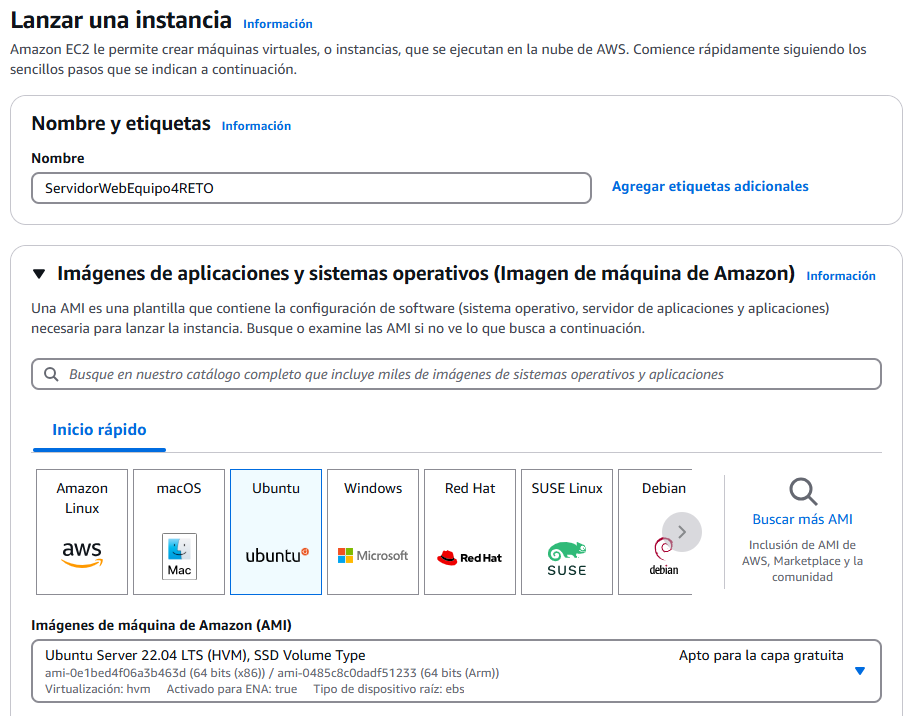 Lanzar una instancia Información
Amazon EC2 le permite crear máquinas virtuales, o instancias, que se ejecutan en la nube de AWS. Comience rápidamente siguiendo los
sencillos pasos que se indican a continuación.
Nombre y etiquetas Información
Nombre
ServidorWebEquipo4RETO
Agregar etiquetas adicionales
Imágenes de aplicaciones y sistemas operativos (Imagen de máquina de Amazon) Información
Una AMI es una plantilla que contiene la configuración de software (sistema operativo, servidor de aplicaciones y aplicaciones)
necesaria para lanzar la instancia. Busque o examine las AMI si no ve lo que busca a continuación.
Busque en nuestro catálogo completo que incluye miles de imágenes de sistemas operativos y aplicaciones
Inicio rápido
Amazon
Linux
aws
macOS
Mac
Ubuntu
ubuntu
Windows
Microsoft
Red Hat
Red Hat
SUSE Linux
SUSE
Debian
debian
Buscar más AMI
Inclusión de AMI de
AWS, Marketplace y la
comunidad
Imágenes de máquina de Amazon (AMI)
Ubuntu Server 22.04 LTS (HVM), SSD Volume Type
Apto para la capa gratuita
ami-0e1bed4f06a3b463d (64 bits (x86)) / ami-0485c8c0dadf51233 (64 bits (Arm))
Virtualización: hvm Activado para ENA: true Tipo de dispositivo raíz: ebs